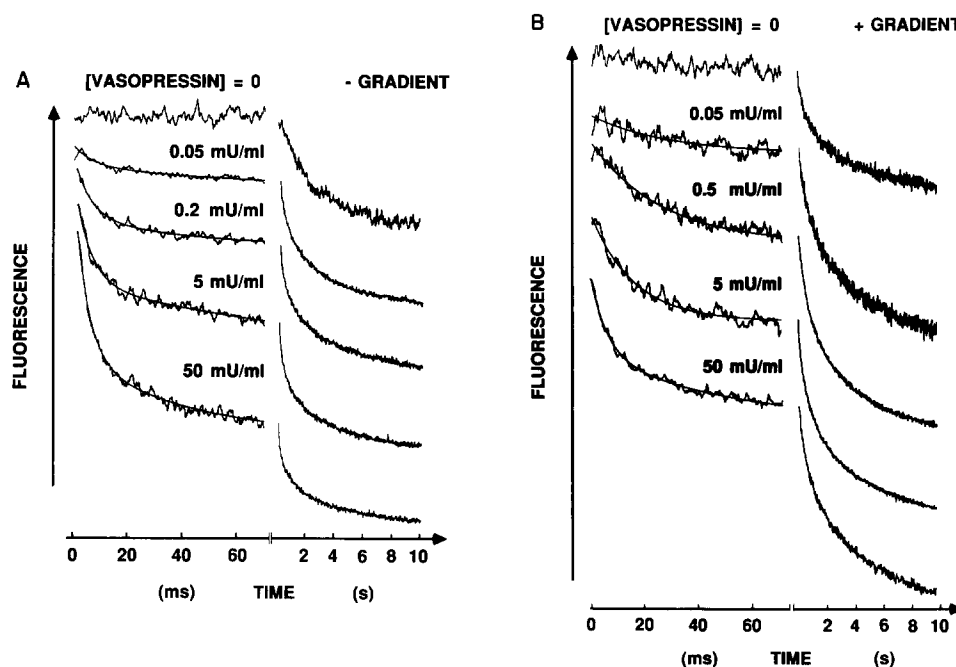 A
[VASOPRESSIN] = 0 - GRADIENT
0.05 mU/ml
0.2 mU/ml
5 mU/ml
50 mU/ml
FLUORESCENCE
0 20 40 60 2 4 6 8 10
(ms) TIME (s)
B
[VASOPRESSIN] = 0 + GRADIENT
0.05 mU/ml
0.5 mU/ml
5 mU/ml
50 mU/ml
FLUORESCENCE
0 20 40 60 2 4 6 8 10
(ms) TIME (s)